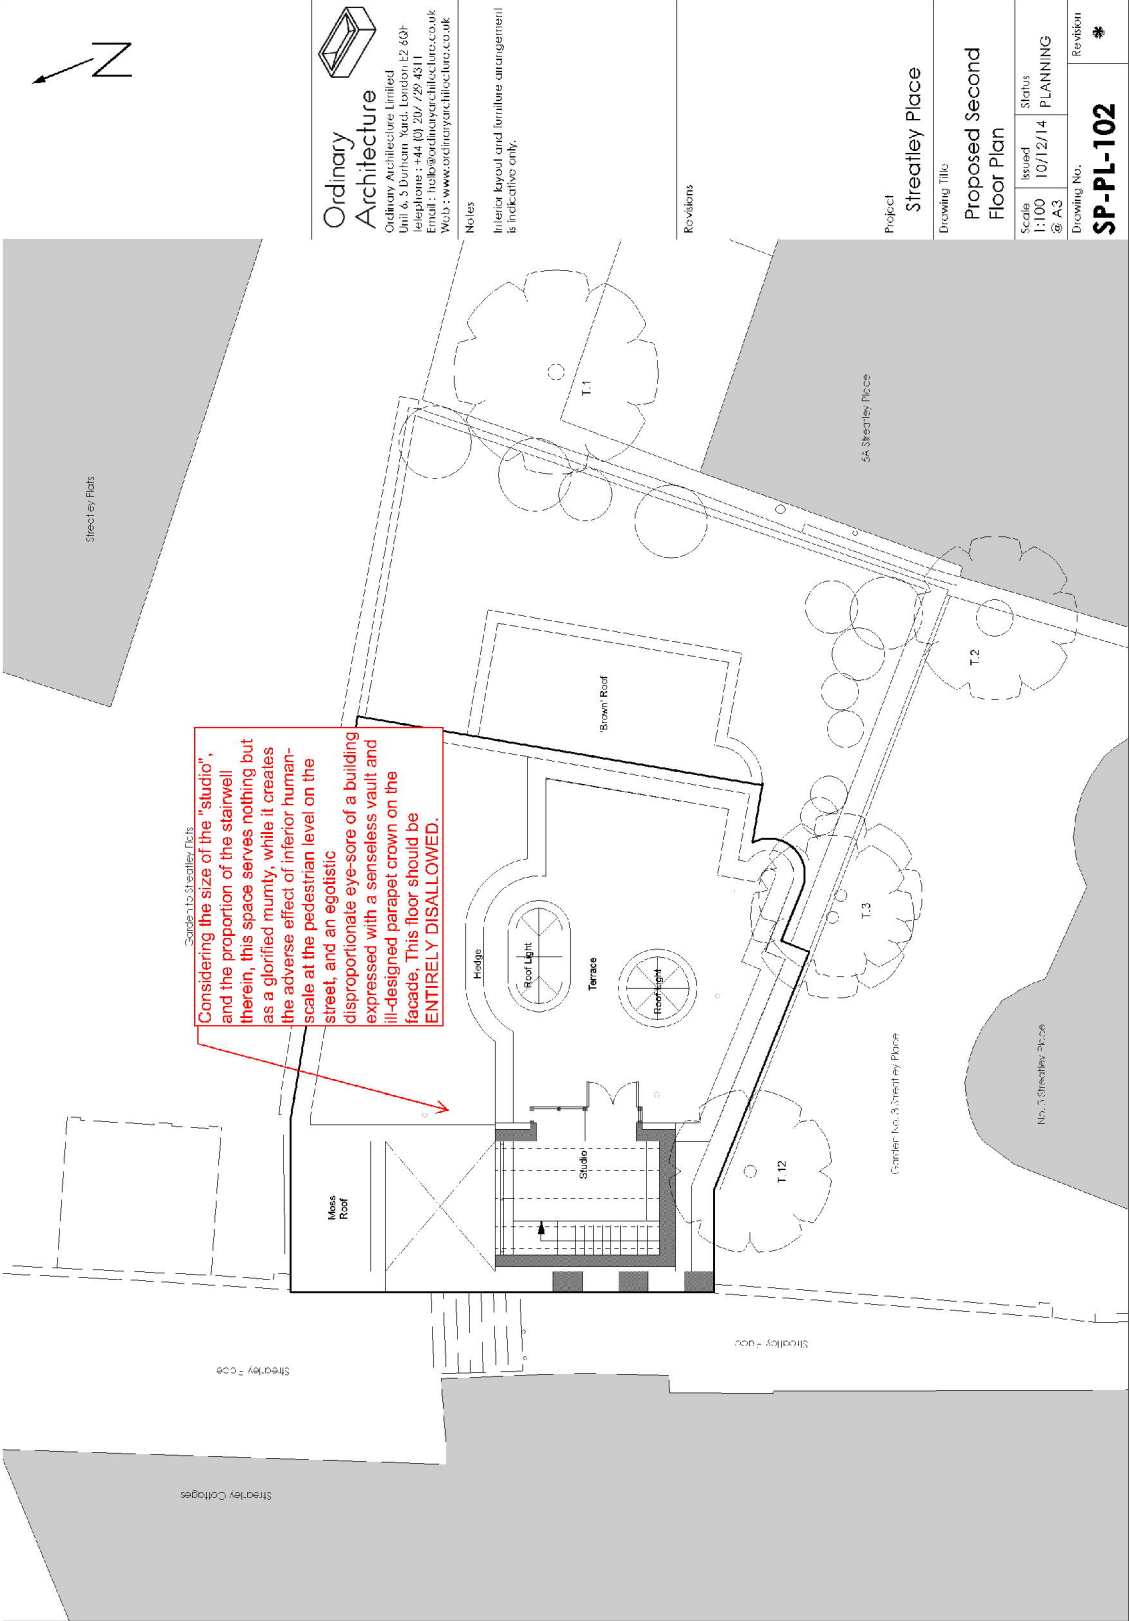 N
Ordinary
Architecture
Ordinary Architecture Limited
Unit 6, 5 Durham Yard, London E2 6QF
Telephone : +44 (0) 207 729 4311
Email : hello@ordinaryarchitecture.co.uk
Web : www.ordinaryarchitecture.co.uk
Notes
Interior layout and furniture arrangement
is indicative only.
Revisions
Project
Streatley Place
Drawing Title
Proposed Second
Floor Plan
Scale
1:100
@ A3
Issued
10/12/14
Status
PLANNING
Drawing No.
SP-PL-102
Revision
*
Streatley Flats
Garden to Streatley Flats
Considering the size of the "studio",
and the proportion of the stairwell
therein, this space serves nothing but
as a glorified mumty, while it creates
the adverse effect of inferior human-
scale at the pedestrian level on the
street, and an egotistic
disproportionate eye-sore of a building
expressed with a senseless vault and
ill-designed parapet crown on the
facade, This floor should be
ENTIRELY DISALLOWED.
T.1
5A Streatley Place
T.2
'Brown' Roof
Hedge
Roof Light
Terrace
Roof Light
T.3
Moss
Roof
Studio
T.12
Garden No.3 Streatley Place
No. 3 Streatley Place
Streatley Place
Streatley Place
Streatley Cottages